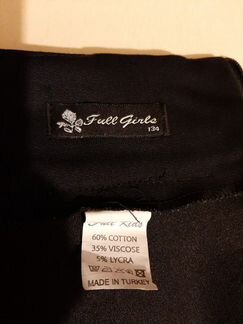 Full Girls
134
Full Kids
60% COTTON
35% VISCOSE
5% LYCRA
MADE IN TURKEY